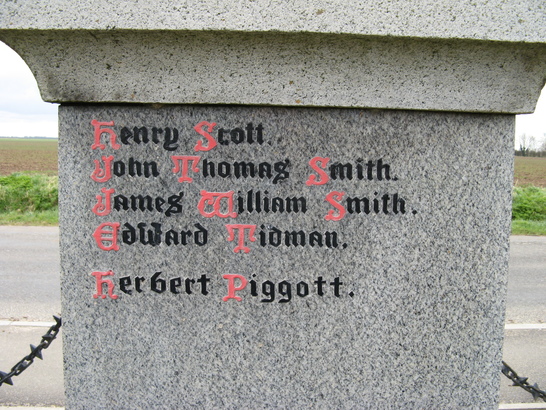 Henry Scott.
John Thomas Smith.
James William Smith.
Edward Tidman.
Herbert Piggott.